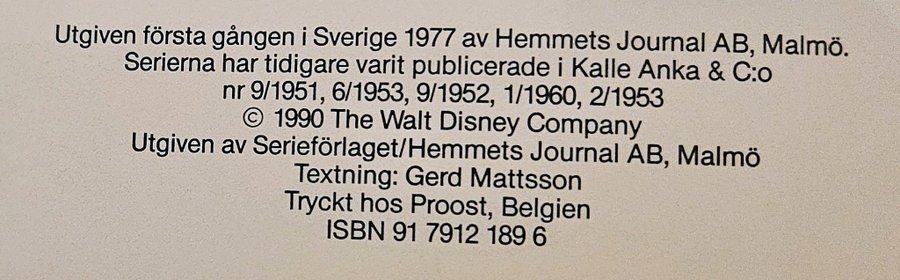 Utgiven första gången i Sverige 1977 av Hemmets Journal AB, Malmö.
Serierna har tidigare varit publicerade i Kalle Anka & C:o
nr 9/1951, 6/1953, 9/1952, 1/1960, 2/1953
© 1990 The Walt Disney Company
Utgiven av Serieförlaget/Hemmets Journal AB, Malmö
Textning: Gerd Mattsson
Tryckt hos Proost, Belgien
ISBN 91 7912 189 6